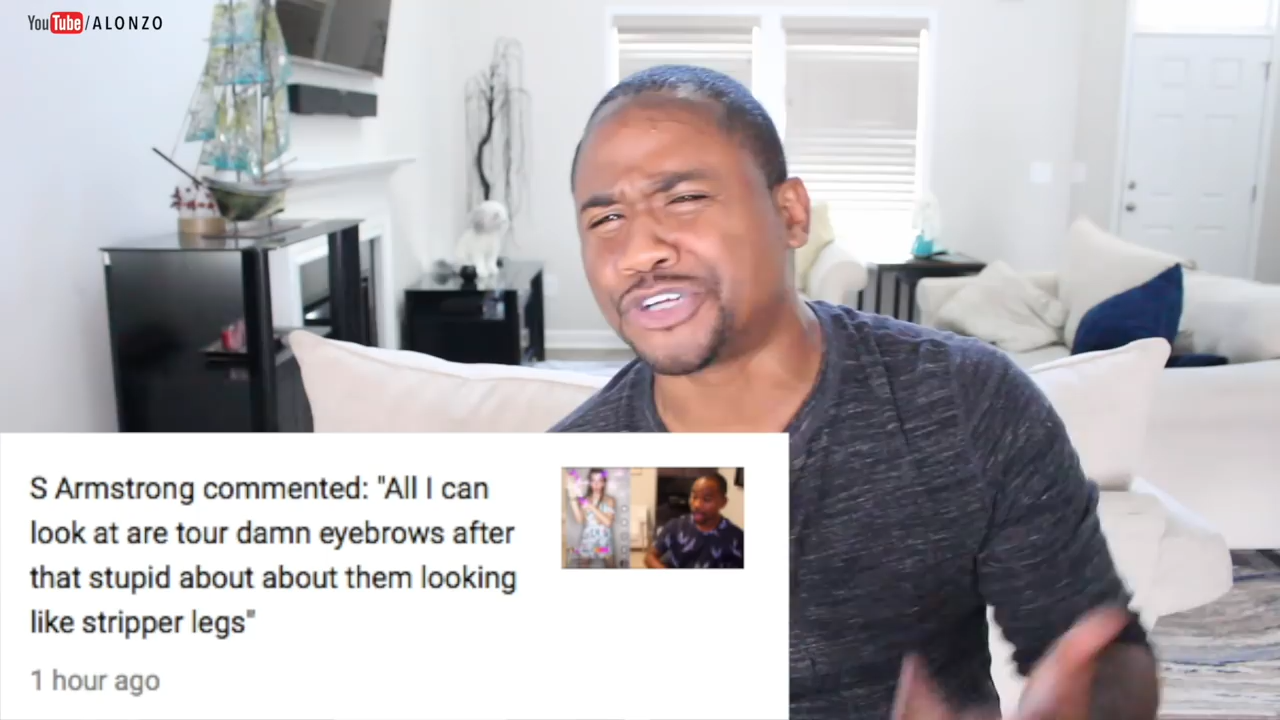 YouTube/ALONZO
S Armstrong commented: "All I can
look at are tour damn eyebrows after
that stupid about about them looking
like stripper legs"
1 hour ago